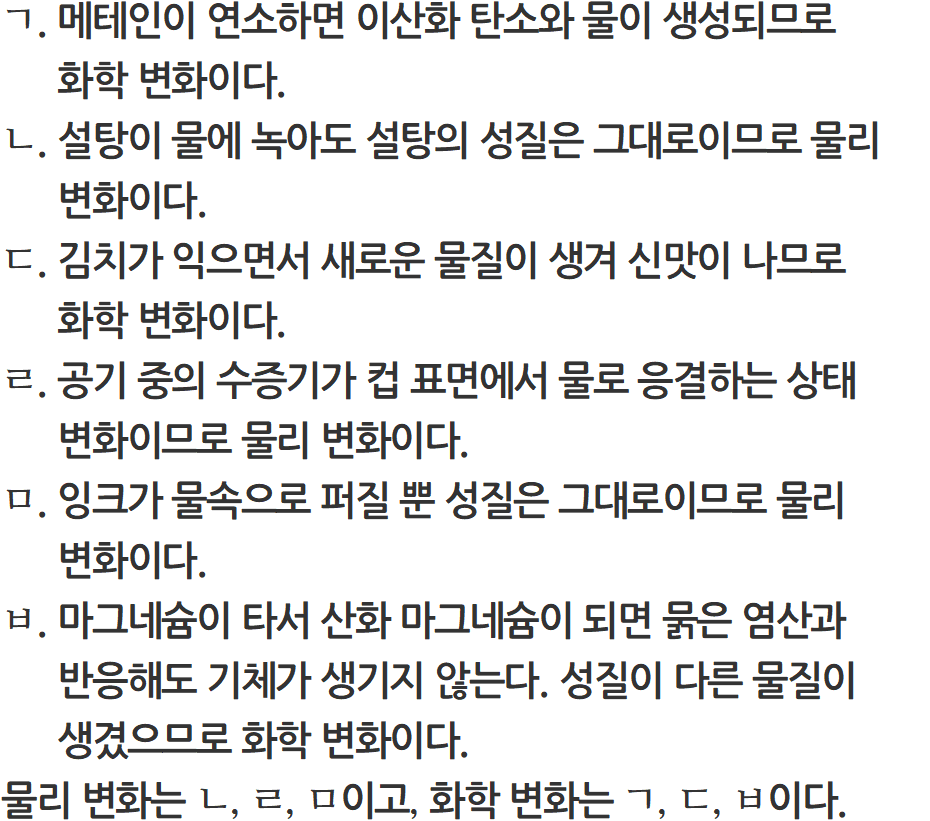 ㄱ. 메테인이 연소하면 이산화 탄소와 물이 생성되므로
화학 변화이다.
ㄴ. 설탕이 물에 녹아도 설탕의 성질은 그대로이므로 물리
변화이다.
ㄷ. 김치가 익으면서 새로운 물질이 생겨 신맛이 나므로
화학 변화이다.
ㄹ. 공기 중의 수증기가 컵 표면에서 물로 응결하는 상태
변화이므로 물리 변화이다.
ㅁ. 잉크가 물속으로 퍼질 뿐 성질은 그대로이므로 물리
변화이다.
ㅂ. 마그네슘이 타서 산화 마그네슘이 되면 묽은 염산과
반응해도 기체가 생기지 않는다. 성질이 다른 물질이
생겼으므로 화학 변화이다.
물리 변화는 ㄴ, ㄹ, ㅁ이고, 화학 변화는 ㄱ, ㄷ, ㅂ이다.